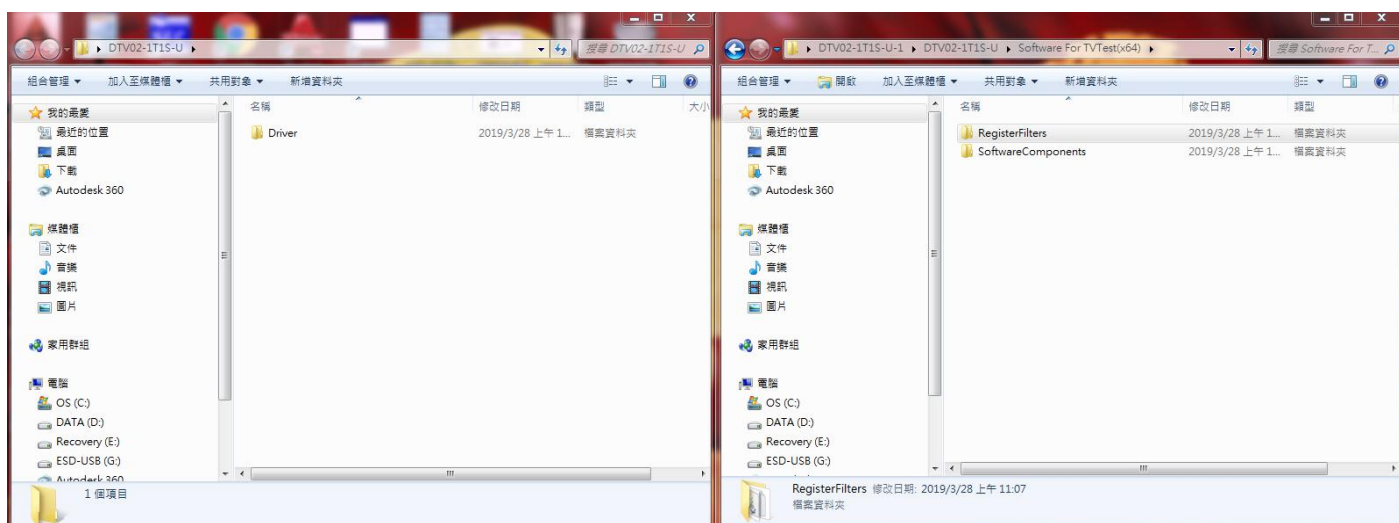 DTV02-1T1S-U
搜尋 DTV02-1T1S-U
組合管理 加入至媒體櫃 共用對象 新增資料夾
我的最愛
最近的位置
桌面
下載
Autodesk 360
媒體櫃
文件
音樂
視訊
圖片
家用群組
電腦
OS (C:)
DATA (D:)
Recovery (E:)
ESD-USB (G:)
Autodesk 360
名稱 修改日期 類型 大小
Driver 2019/3/28 上午 1... 檔案資料夾
1 個項目
DTV02-1T1S-U-1 DTV02-1T1S-U Software For TVTest(x64)
搜尋 Software For T...
組合管理 開啟 加入至媒體櫃 共用對象 新增資料夾
我的最愛
最近的位置
桌面
下載
Autodesk 360
媒體櫃
文件
音樂
視訊
圖片
家用群組
電腦
OS (C:)
DATA (D:)
Recovery (E:)
ESD-USB (G:)
名稱 修改日期 類型
RegisterFilters 2019/3/28 上午 1... 檔案資料夾
SoftwareComponents 2019/3/28 上午 1... 檔案資料夾
RegisterFilters 修改日期: 2019/3/28 上午 11:07
檔案資料夾